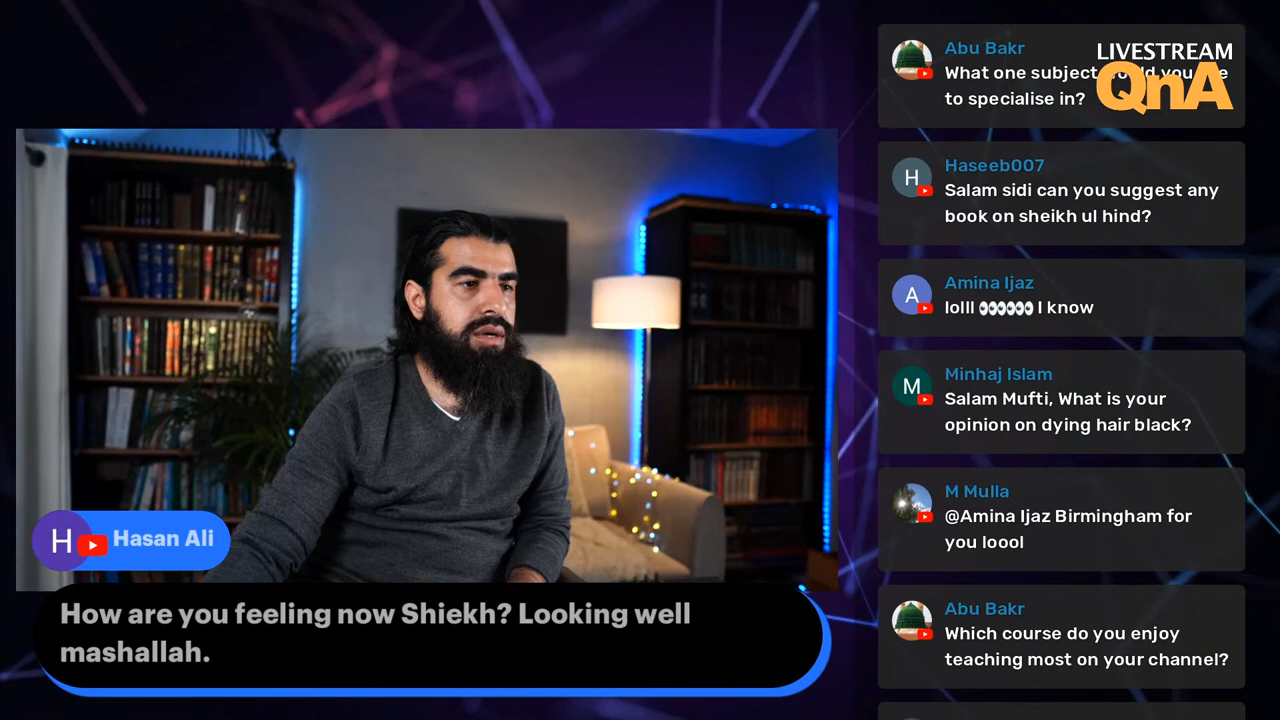 LIVESTREAM
QnA
Abu Bakr
What one subject would you
to specialise in?
H
Haseeb007
Salam sidi can you suggest any
book on sheikh ul hind?
A
Amina Ijaz
lolll 👀👀👀 I know
M
Minhaj Islam
Salam Mufti, What is your
opinion on dying hair black?
M Mulla
@Amina Ijaz Birmingham for
you loool
Abu Bakr
Which course do you enjoy
teaching most on your channel?
H
Hasan Ali
How are you feeling now Shiekh? Looking well
mashallah.